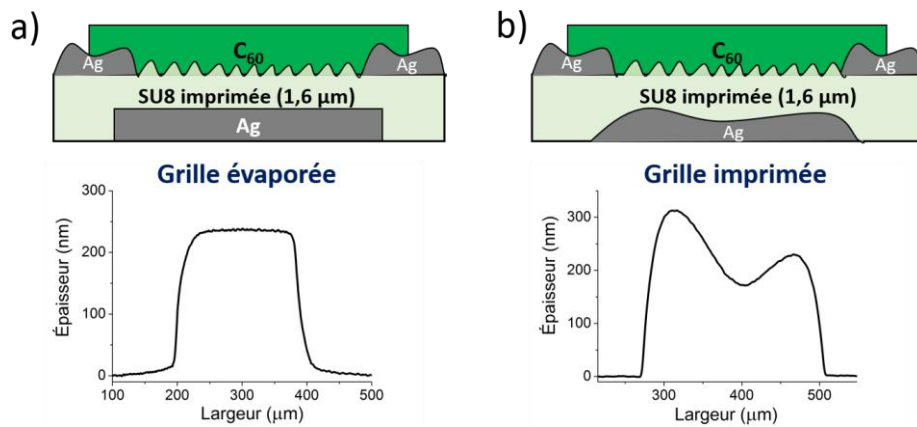 a)
C60
Ag
Ag
SU8 imprimée (1,6 µm)
Ag
Grille évaporée
300
200
100
0
Épaisseur (nm)
100
200
300
400
500
Largeur (µm)
b)
C60
Ag
Ag
SU8 imprimée (1,6 µm)
Ag
Grille imprimée
300
200
100
0
Épaisseur (nm)
300
400
500
Largeur (µm)